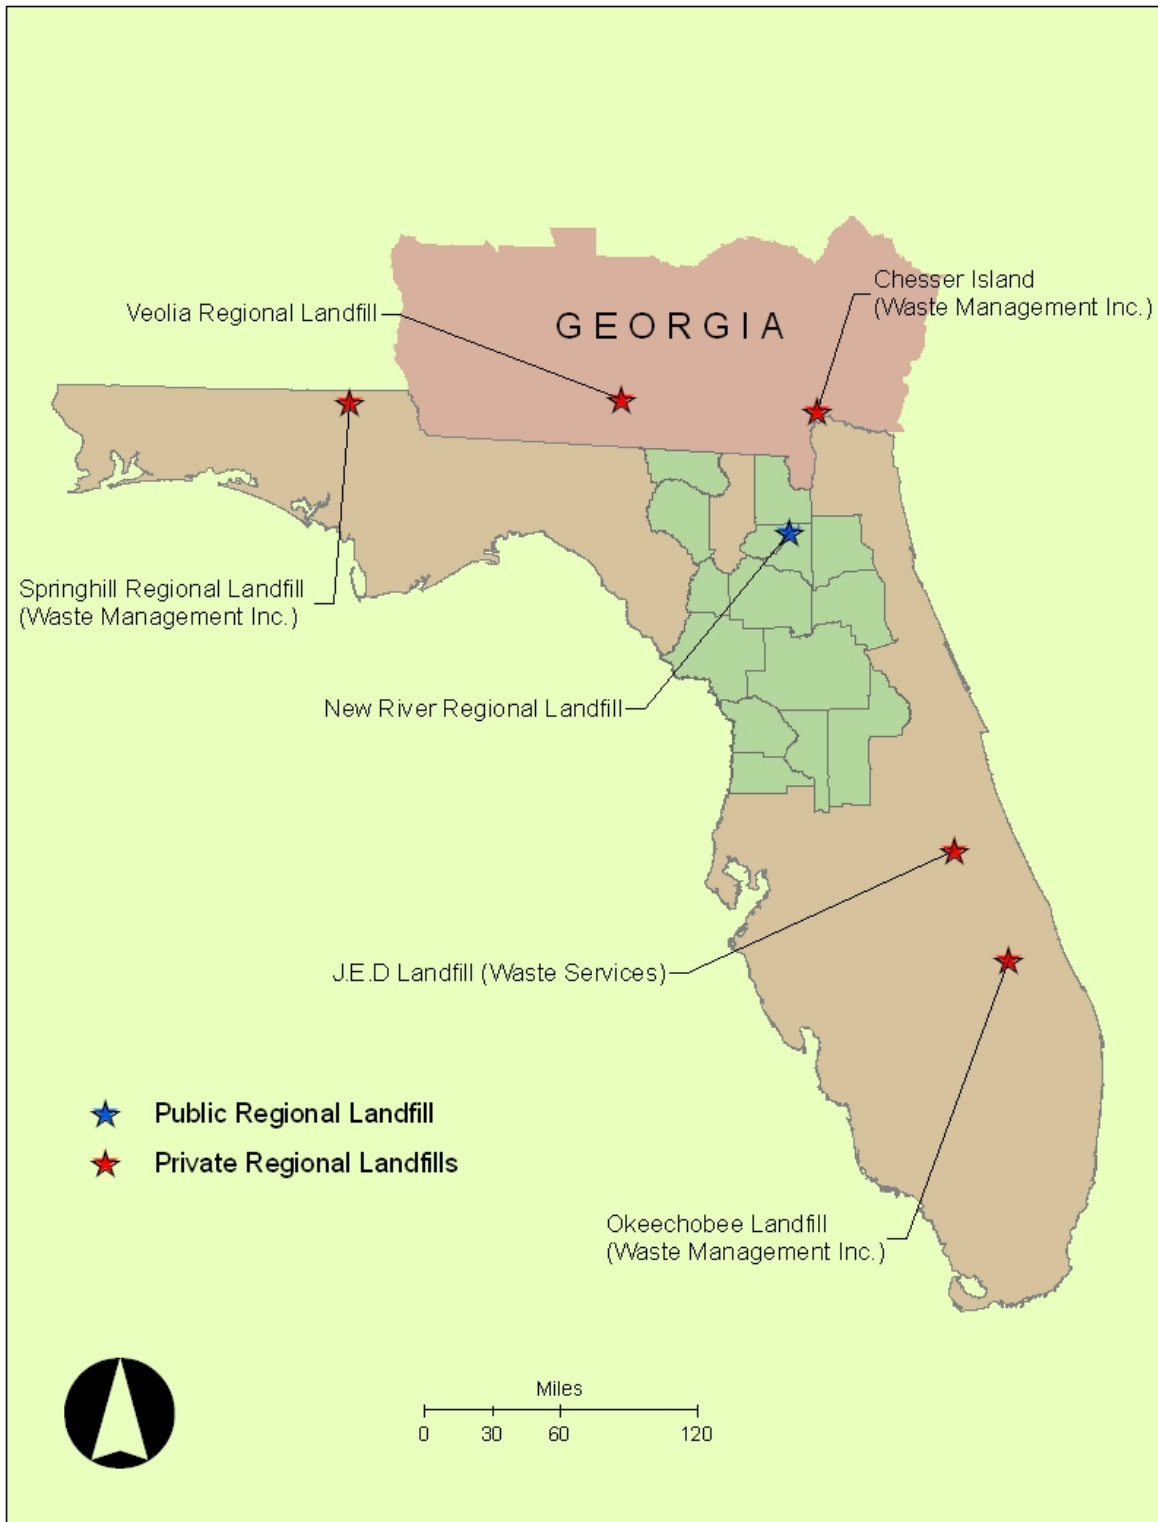 Chesser Island
(Waste Management Inc.)
Veolia Regional Landfill
GEORGIA
Springhill Regional Landfill
(Waste Management Inc.)
New River Regional Landfill
J.E.D Landfill (Waste Services)
Public Regional Landfill
Private Regional Landfills
Okeechobee Landfill
(Waste Management Inc.)
Miles
0 30 60 120